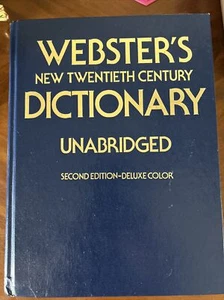 WEBSTER'S
NEW TWENTIETH CENTURY
DICTIONARY
UNABRIDGED
SECOND EDITION-DELUXE COLOR